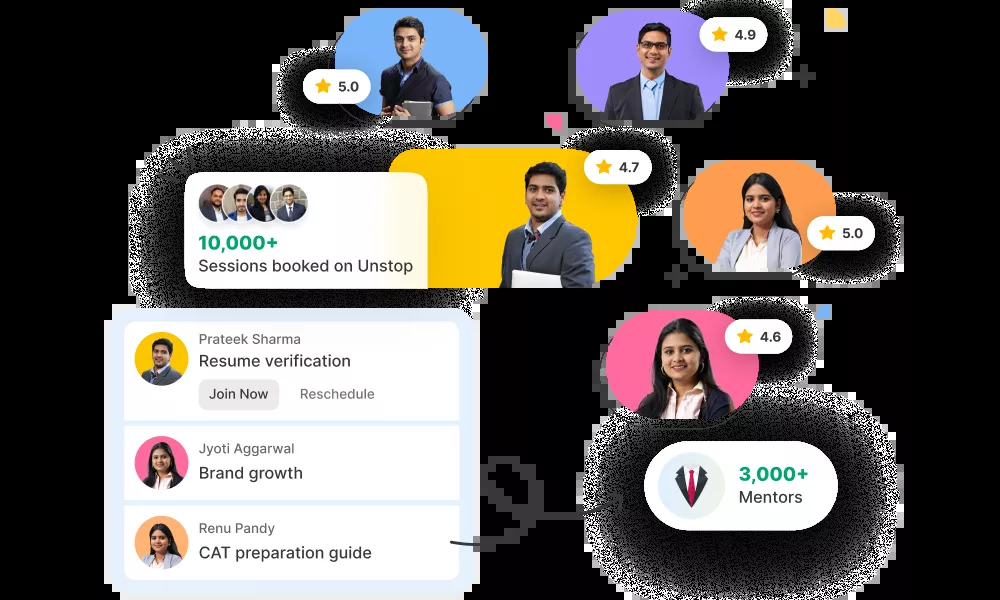 5.0
4.9
4.7
10,000+
Sessions booked on Unstop
5.0
Prateek Sharma
Resume verification
Join Now Reschedule
4.6
Jyoti Aggarwal
Brand growth
3,000+
Mentors
Renu Pandy
CAT preparation guide